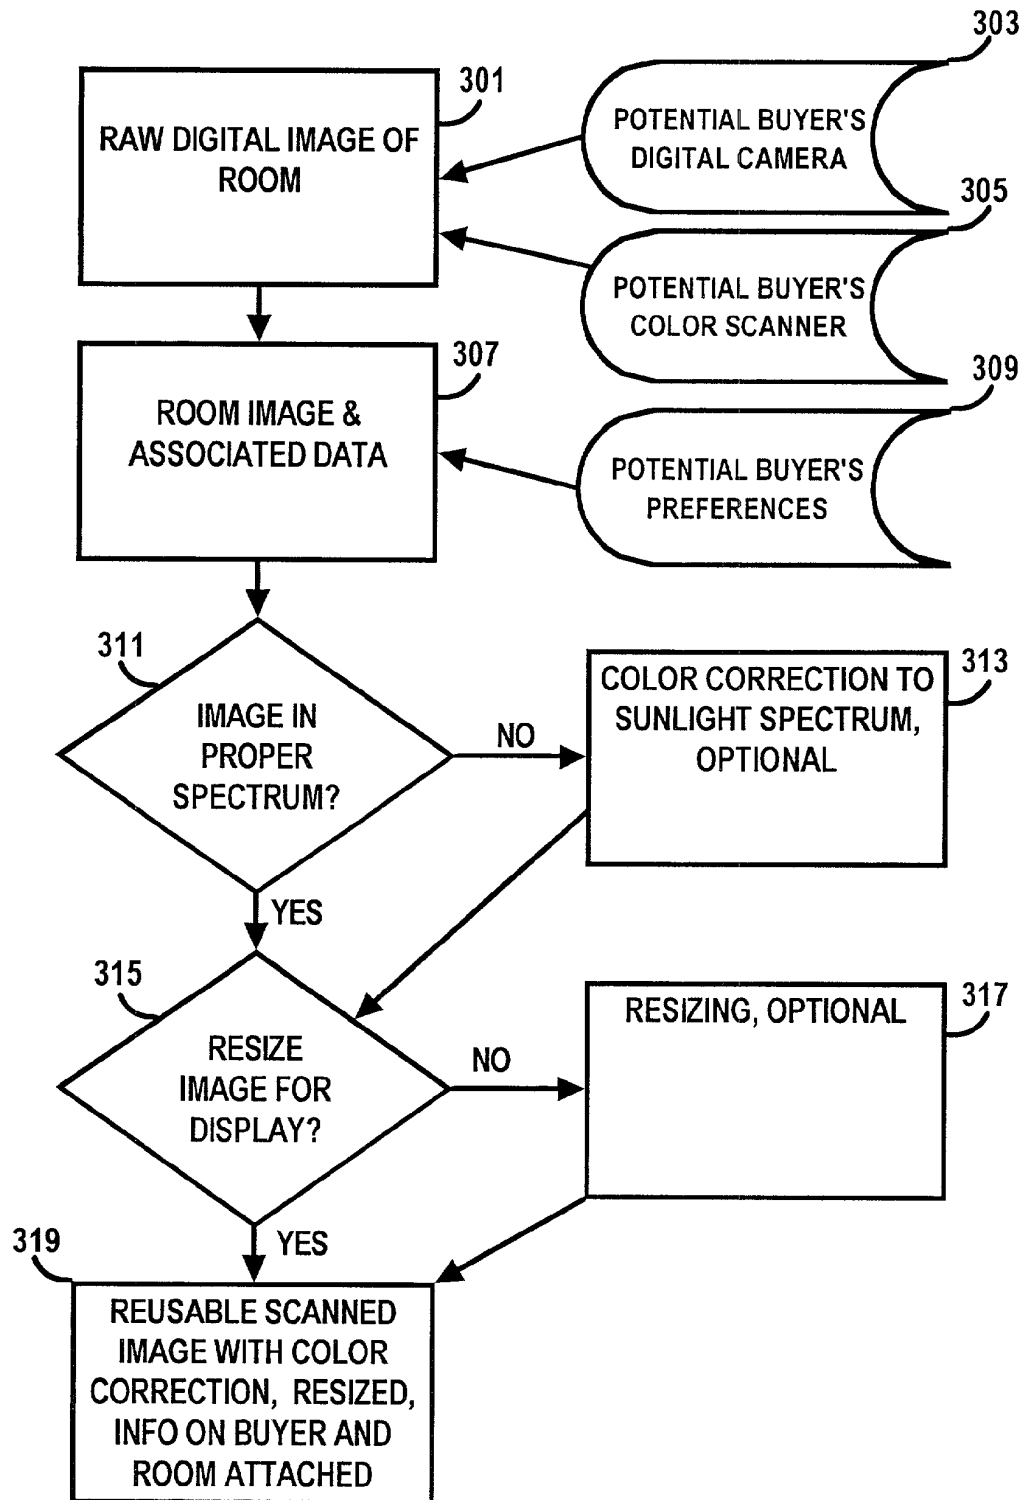 303
301
RAW DIGITAL IMAGE OF
ROOM
POTENTIAL BUYER'S
DIGITAL CAMERA
305
POTENTIAL BUYER'S
COLOR SCANNER
307
ROOM IMAGE &
ASSOCIATED DATA
309
POTENTIAL BUYER'S
PREFERENCES
311
IMAGE IN
PROPER
SPECTRUM?
NO
313
COLOR CORRECTION TO
SUNLIGHT SPECTRUM,
OPTIONAL
YES
315
RESIZE
IMAGE FOR
DISPLAY?
NO
317
RESIZING, OPTIONAL
YES
319
REUSABLE SCANNED
IMAGE WITH COLOR
CORRECTION, RESIZED,
INFO ON BUYER AND
ROOM ATTACHED